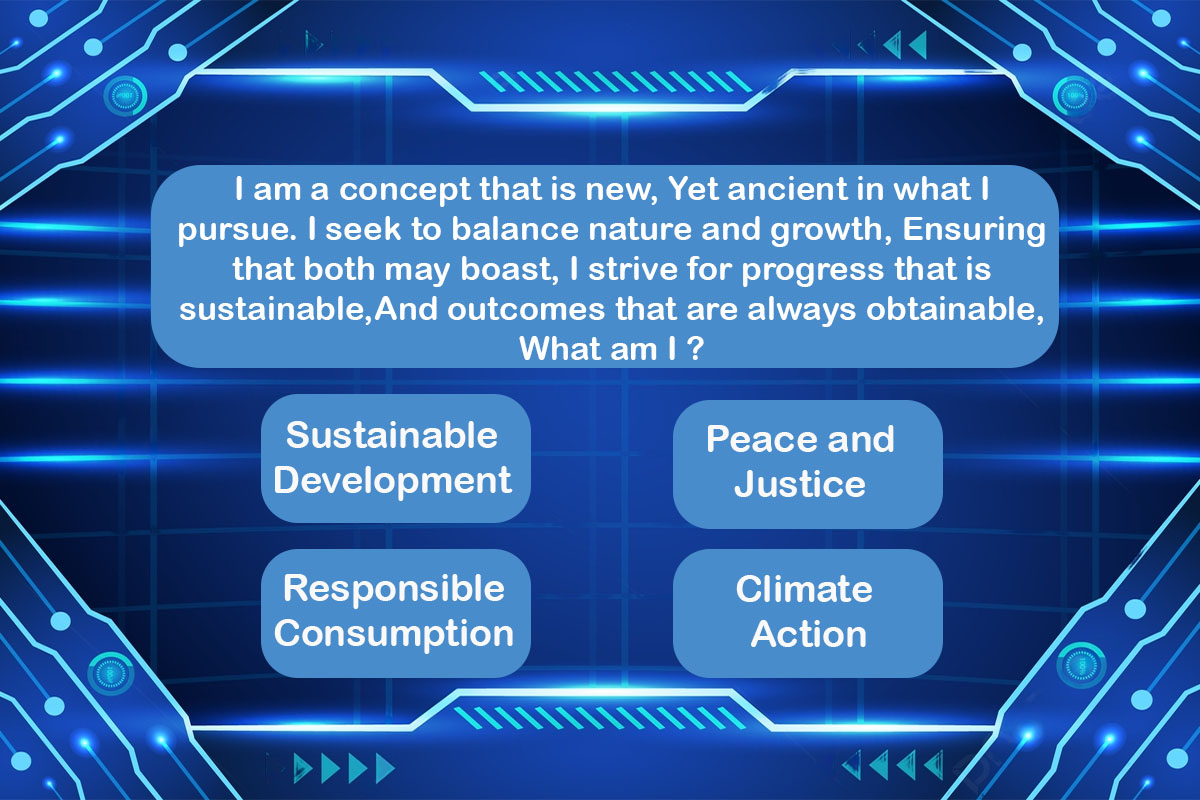 I am a concept that is new, Yet ancient in what I
pursue. I seek to balance nature and growth, Ensuring
that both may boast, I strive for progress that is
sustainable,And outcomes that are always obtainable,
What am I ?
Sustainable
Development
Peace and
Justice
Responsible
Consumption
Climate
Action